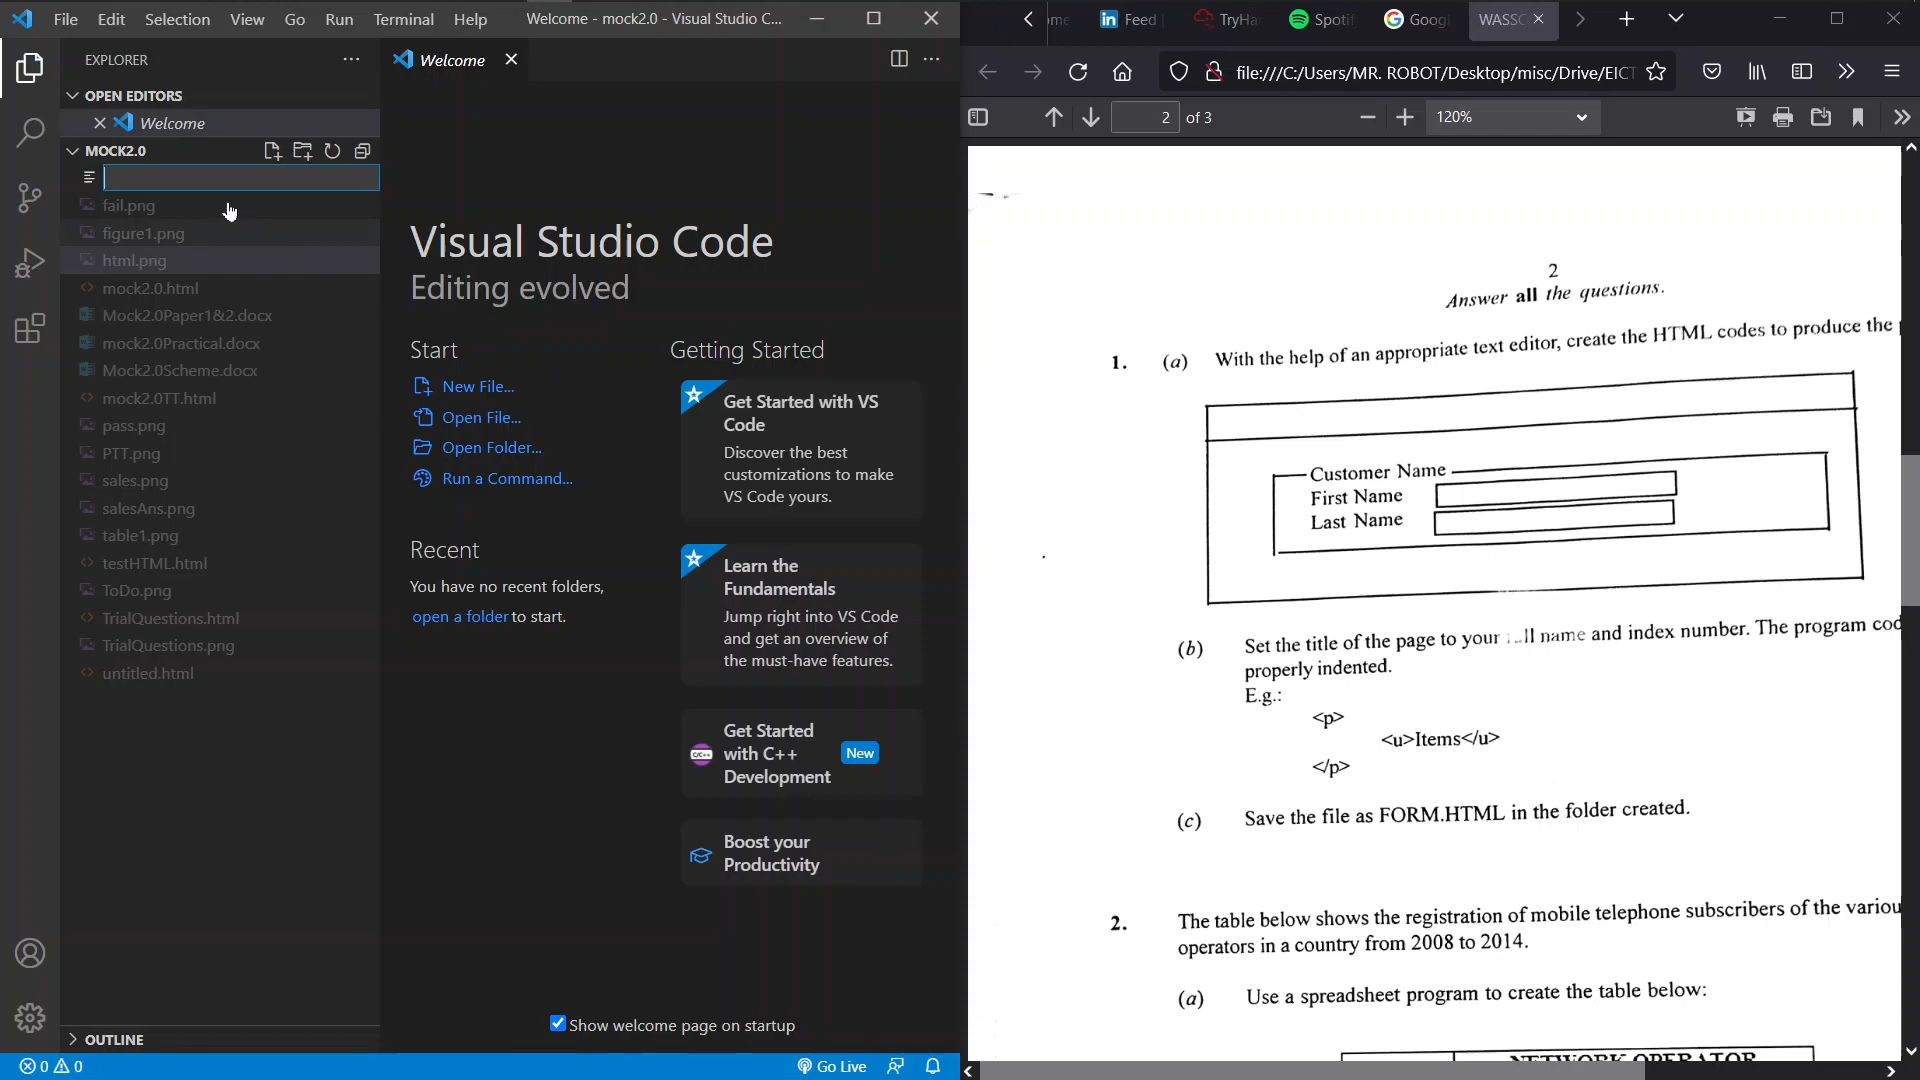 File Edit Selection View Go Run Terminal Help Welcome - mock2.0 - Visual Studio C...
EXPLORER
OPEN EDITORS
Welcome
MOCK2.0
fail.png
figure1.png
html.png
mock2.0.html
Mock2.0Paper1&2.docx
mock2.0Practical.docx
Mock2.0Scheme.docx
mock2.0TT.html
pass.png
PTT.png
sales.png
salesAns.png
table1.png
testHTML.html
ToDo.png
TrialQuestions.html
TrialQuestions.png
untitled.html
OUTLINE
0 0
Welcome
Visual Studio Code
Editing evolved
Start
New File...
Open File...
Open Folder...
Run a Command...
Recent
You have no recent folders,
open a folder to start.
Getting Started
Get Started with VS
Code
Discover the best
customizations to make
VS Code yours.
Learn the
Fundamentals
Jump right into VS Code
and get an overview of
the must-have features.
Get Started
with C++
Development
New
Boost your
Productivity
Show welcome page on startup
Go Live
Feed TryHa Spotif Googl WASSC
file:///C:/Users/MR. ROBOT/Desktop/misc/Drive/EICT
2 of 3 120%
2
Answer all the questions.
1. (a) With the help of an appropriate text editor, create the HTML codes to produce the
Customer Name
First Name
Last Name
(b) Set the title of the page to your name and index number. The program cod
properly indented.
E.g.:
<p>
<u>Items</u>
</p>
(c) Save the file as FORM.HTML in the folder created.
2. The table below shows the registration of mobile telephone subscribers of the variou
operators in a country from 2008 to 2014.
(a) Use a spreadsheet program to create the table below:
NETWORK OPERATOR